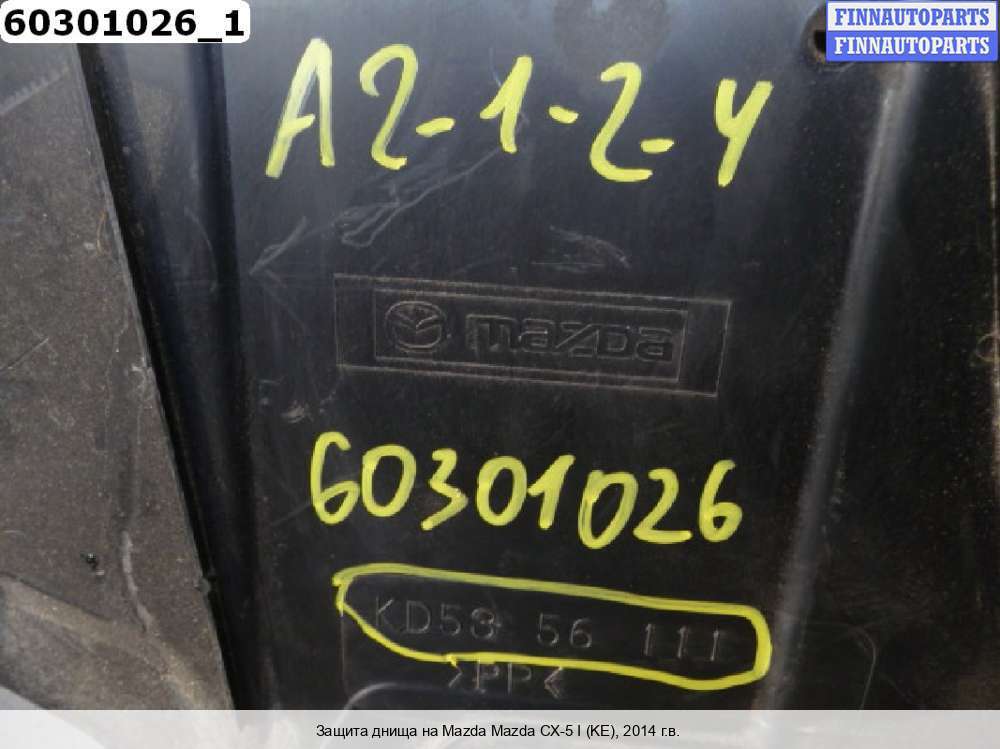 60301026_1
FINNAUTOPARTS
FINNAUTOPARTS
A2-1-2-4
mazda
60301026
KD53 56 111
>PP<
Защита днища на Mazda Mazda CX-5 I (KE), 2014 г.в.